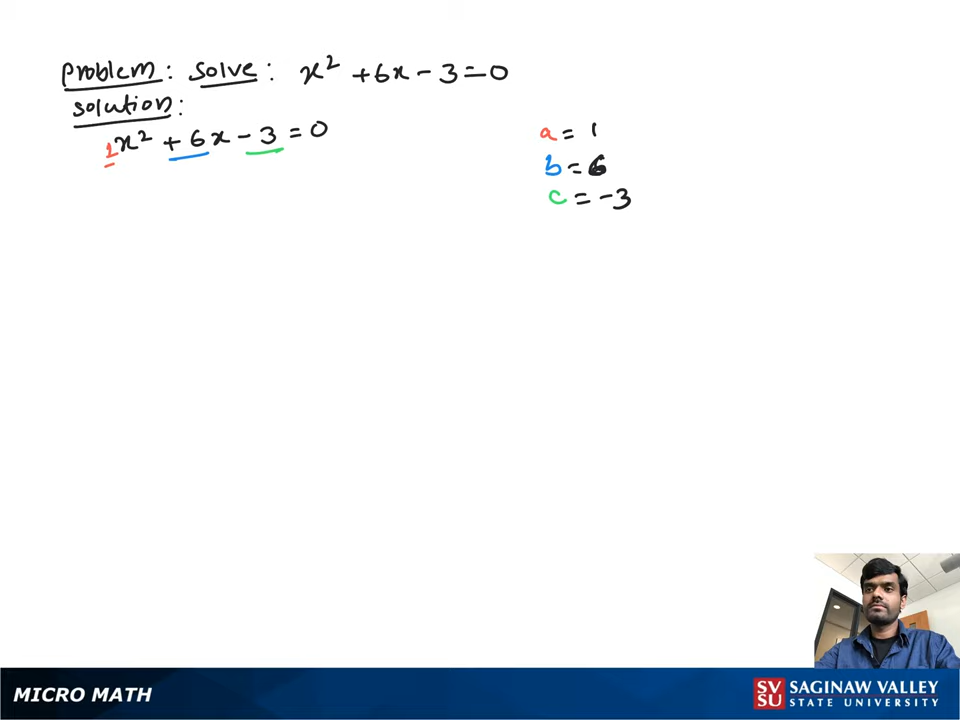 Problem: Solve: x² + 6x - 3 = 0
Solution:
1x² + 6x - 3 = 0
a = 1
b = 6
c = -3
MICRO MATH
SV SU SAGINAW VALLEY
STATE UNIVERSITY